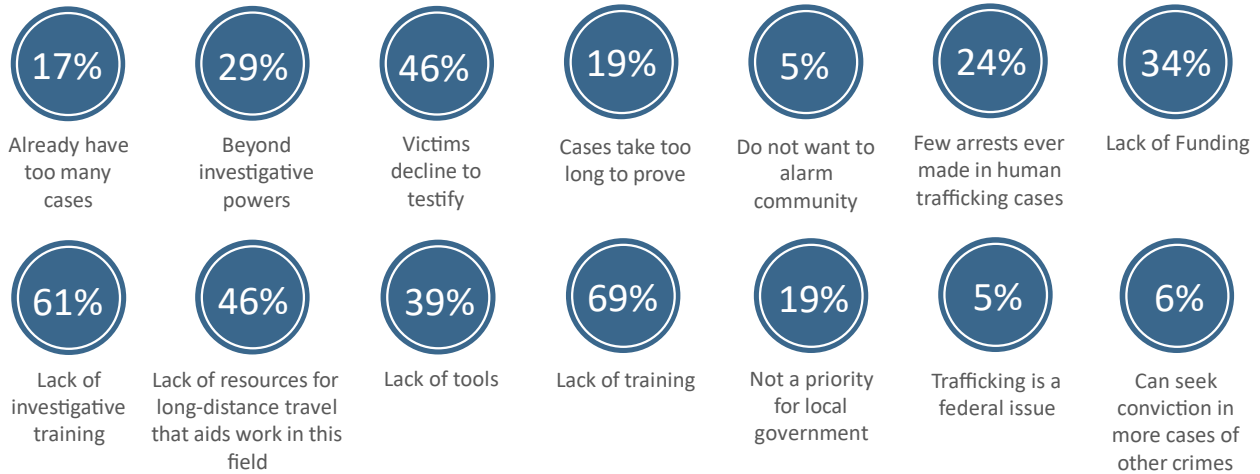 17%
29%
46%
19%
5%
24%
34%
Already have
too many
cases
Beyond
investigative
powers
Victims
decline to
testify
Cases take too
long to prove
Do not want to
alarm
community
Few arrests ever
made in human
trafficking cases
Lack of Funding
61%
46%
39%
69%
19%
5%
6%
Lack of
investigative
training
Lack of resources for
long-distance travel
that aids work in this
field
Lack of tools
Lack of training
Not a priority
for local
government
Trafficking is a
federal issue
Can seek
conviction in
more cases of
other crimes